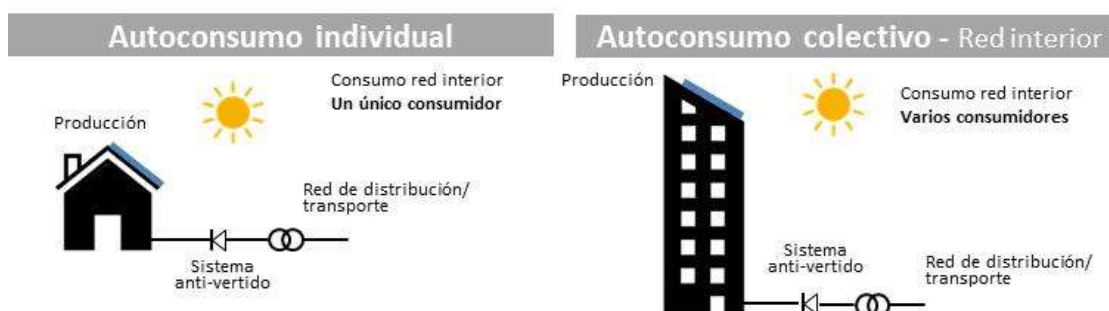 Autoconsumo individual
Consumo red interior
Un único consumidor
Producción
Red de distribución/
transporte
Sistema
anti-vertido
Autoconsumo colectivo - Red interior
Producción
Consumo red interior
Varios consumidores
Sistema
anti-vertido
Red de distribución/
transporte